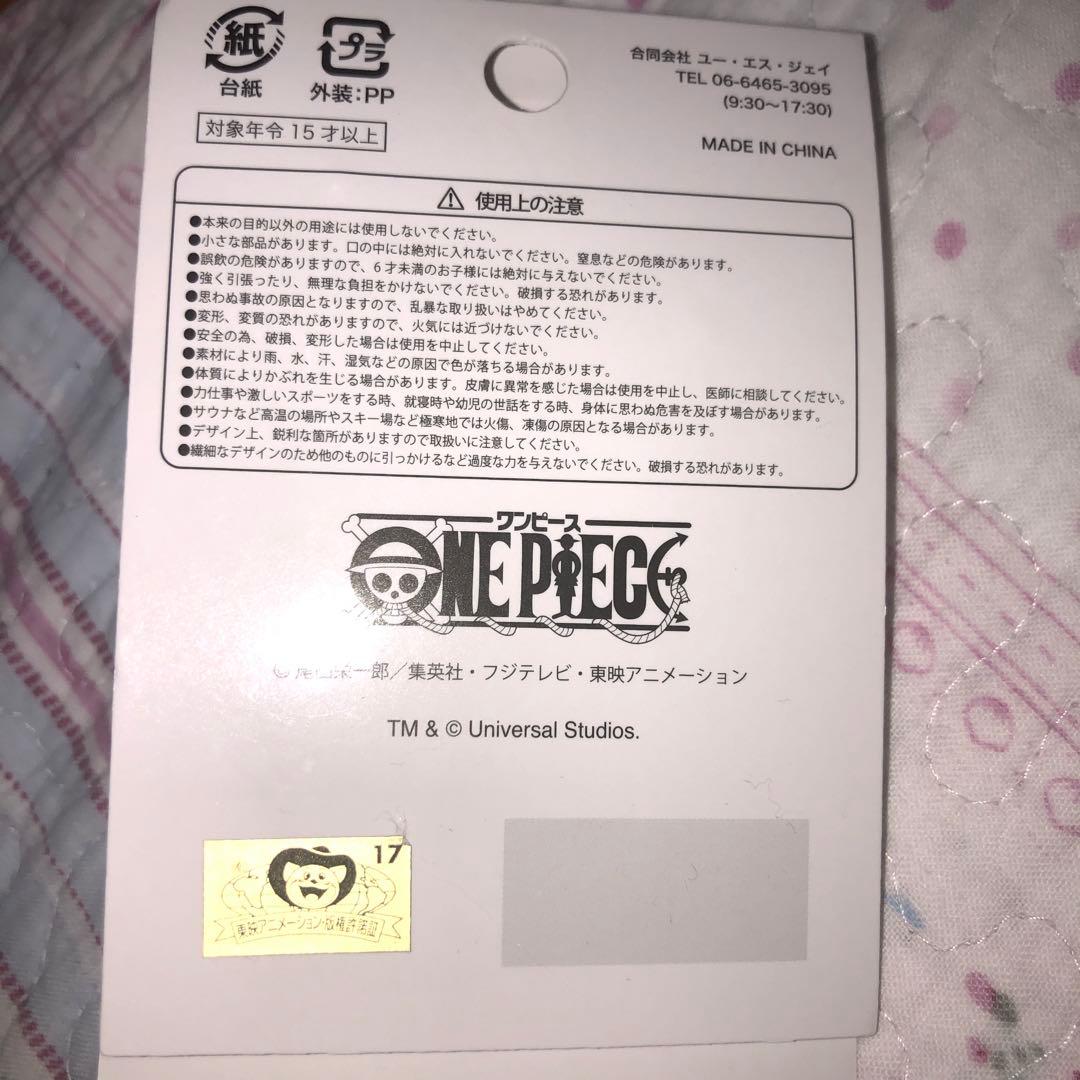 紙
台紙
プラ
外装:PP
対象年令 15 才以上
合同会社 ユー・エス・ジェイ
TEL 06-6465-3095
(9:30～17:30)
MADE IN CHINA
使用上の注意
●本来の目的以外の用途には使用しないでください。
●小さな部品があります。口の中には絶対に入れないでください。窒息などの危険があります。
●誤飲の危険がありますので、6才未満のお子様には絶対に与えないでください。
●強く引張ったり、無理な負担をかけないでください。破損する恐れがあります。
●思わぬ事故の原因となりますので、乱暴な取り扱いはやめてください。
●変形、変質の恐れがありますので、火気には近づけないでください。
●安全の為、破損、変形した場合は使用を中止してください。
●素材により雨、水、汗、湿気などの原因で色が落ちる場合があります。
●体質によりかぶれを生じる場合があります。皮膚に異常を感じた場合は使用を中止し、医師に相談してください。
●力仕事や激しいスポーツをする時、就寝時や幼児の世話をする時、身体に思わぬ危害を及ぼす場合があります。
●サウナなど高温の場所やスキー場など極寒地では火傷、凍傷の原因となる場合があります。
●デザイン上、鋭利な箇所がありますので取扱いに注意してください。
●繊細なデザインのため他のものに引っかけるなど過度な力を与えないでください。破損する恐れがあります。
ワンピース
ONE PIECE
©尾田栄一郎／集英社・フジテレビ・東映アニメーション
TM & © Universal Studios.
17
東映アニメーション・版権許諾証